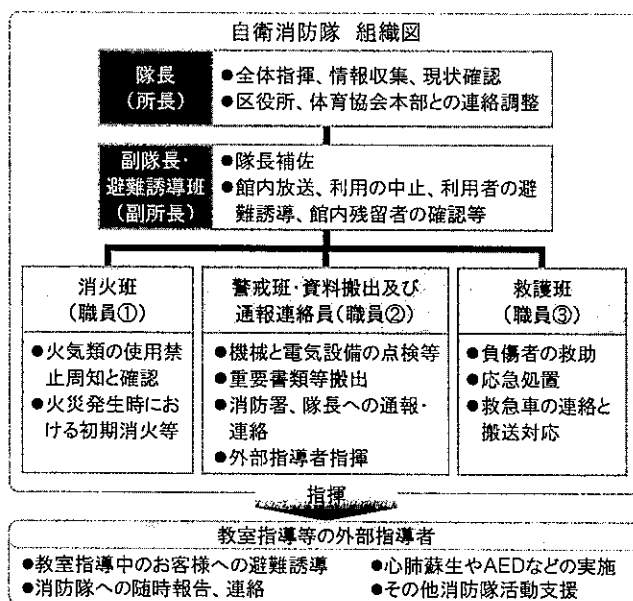 自衛消防隊 組織図
隊長
(所長)
●全体指揮、情報収集、現状確認
●区役所、体育協会本部との連絡調整
副隊長・
避難誘導班
(副所長)
●隊長補佐
●館内放送、利用の中止、利用者の避
難誘導、館内残留者の確認等
消火班
(職員①)
●火気類の使用禁
止周知と確認
●火災発生時にお
ける初期消火等
警戒班・資料搬出及び
通報連絡員(職員②)
●機械と電気設備の点検等
●重要書類等搬出
●消防署、隊長への通報・
連絡
●外部指導者指揮
救護班
(職員③)
●負傷者の救助
●応急処置
●救急車の連絡と
搬送対応
指揮
教室指導等の外部指導者
●教室指導中のお客様への避難誘導
●消防隊への随時報告、連絡
●心肺蘇生やAEDなどの実施
●その他消防隊活動支援